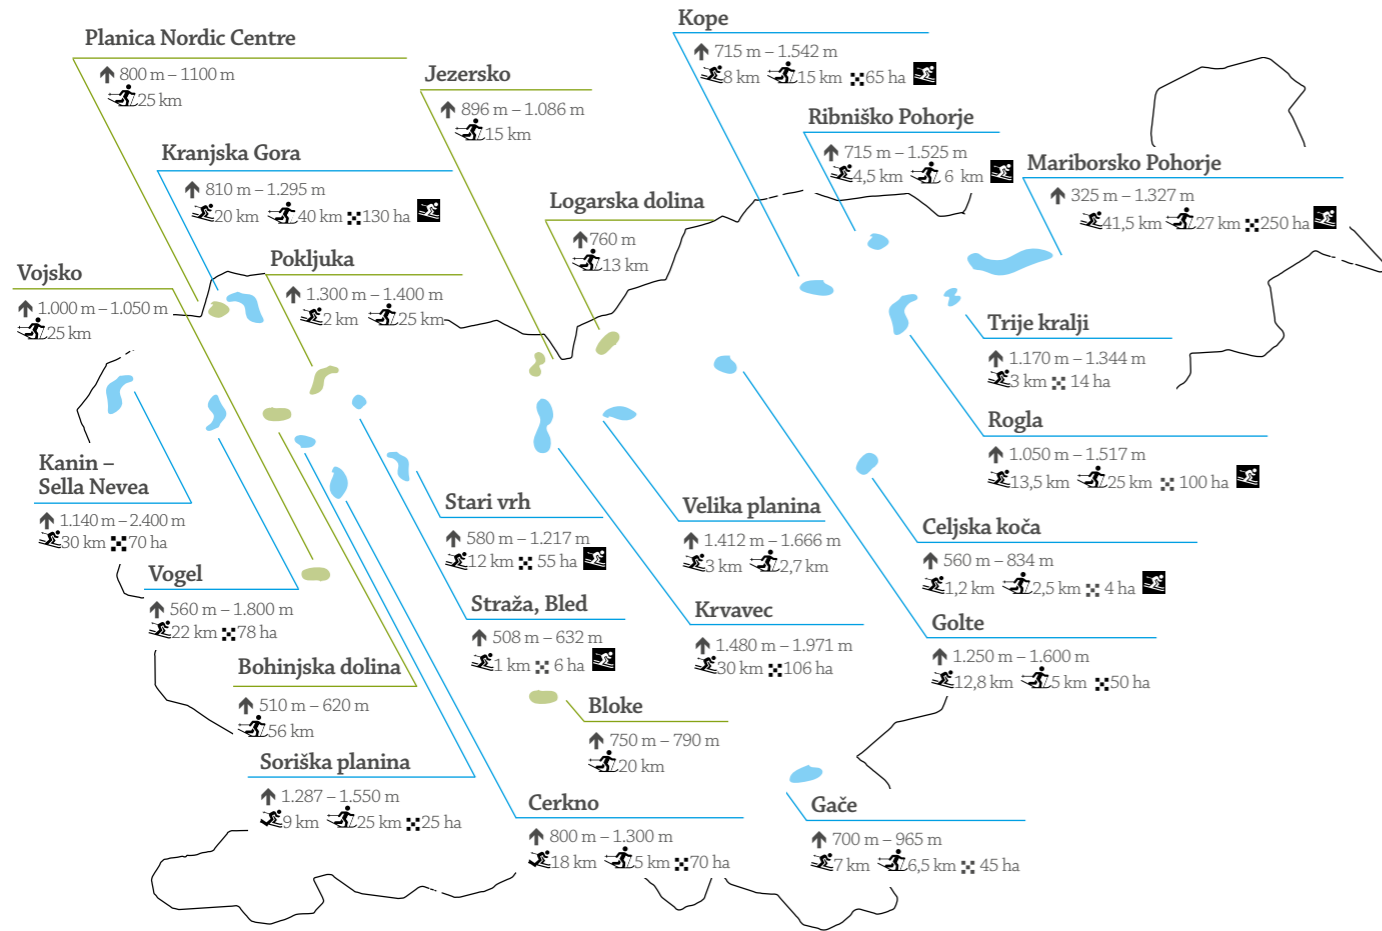 Kope
715 m – 1.542 m
8 km 15 km 65 ha
Planica Nordic Centre
800 m – 1100 m
25 km
Jezersko
896 m – 1.086 m
15 km
Ribniško Pohorje
715 m – 1.525 m
4,5 km 6 km
Kranjska Gora
810 m – 1.295 m
20 km 40 km 130 ha
Mariborsko Pohorje
325 m – 1.327 m
41,5 km 27 km 250 ha
Logarska dolina
760 m
13 km
Vojsko
1.000 m – 1.050 m
25 km
Pokljuka
1.300 m – 1.400 m
2 km 25 km
Trije kralji
1.170 m – 1.344 m
3 km 14 ha
Rogla
1.050 m – 1.517 m
13,5 km 25 km 100 ha
Kanin –
Sella Nevea
1.140 m – 2.400 m
30 km 70 ha
Stari vrh
580 m – 1.217 m
12 km 55 ha
Velika planina
1.412 m – 1.666 m
3 km 2,7 km
Celjska koča
560 m – 834 m
1,2 km 2,5 km 4 ha
Vogel
560 m – 1.800 m
22 km 78 ha
Straža, Bled
508 m – 632 m
1 km 6 ha
Krvavec
1.480 m – 1.971 m
30 km 106 ha
Golte
1.250 m – 1.600 m
12,8 km 5 km 50 ha
Bohinjska dolina
510 m – 620 m
56 km
Bloke
750 m – 790 m
20 km
Soriška planina
1.287 m – 1.550 m
9 km 25 km 25 ha
Cerkno
800 m – 1.300 m
18 km 5 km 70 ha
Gače
700 m – 965 m
7 km 6,5 km 45 ha